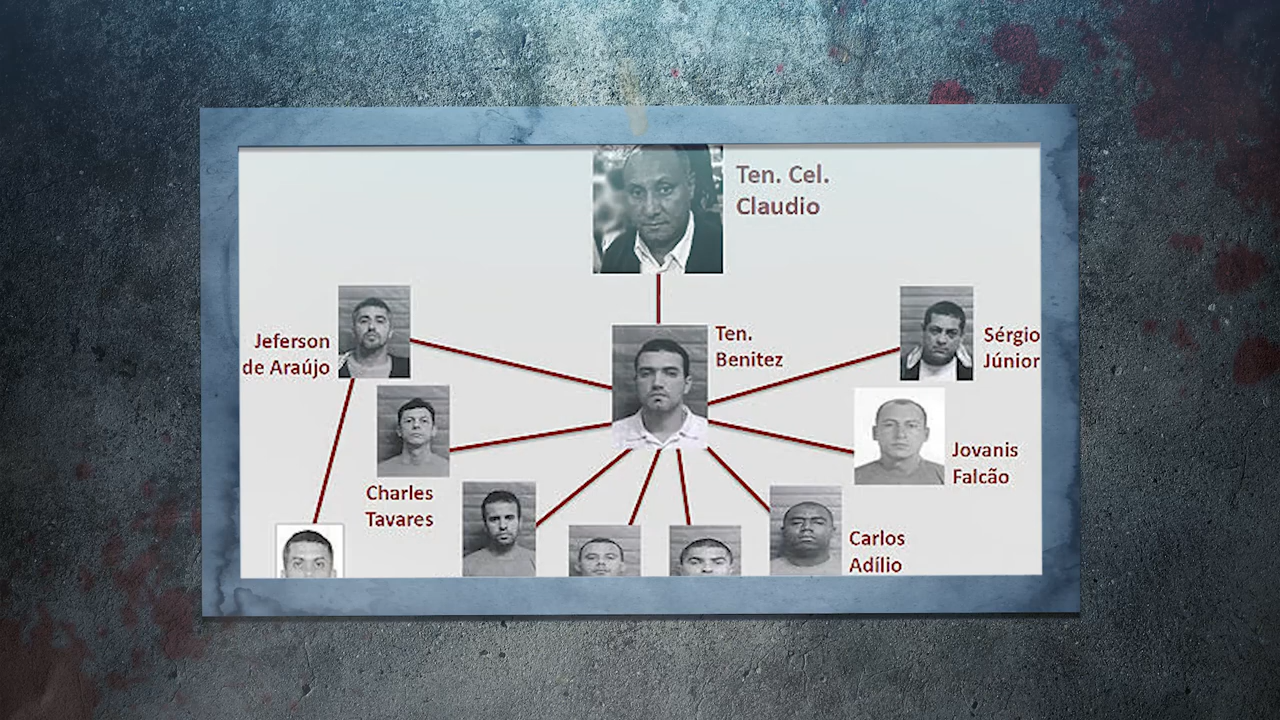 Ten. Cel.
Claudio
Jeferson
de Araújo
Ten.
Benitez
Sérgio
Júnior
Charles
Tavares
Jovanis
Falcão
Carlos
Adílio